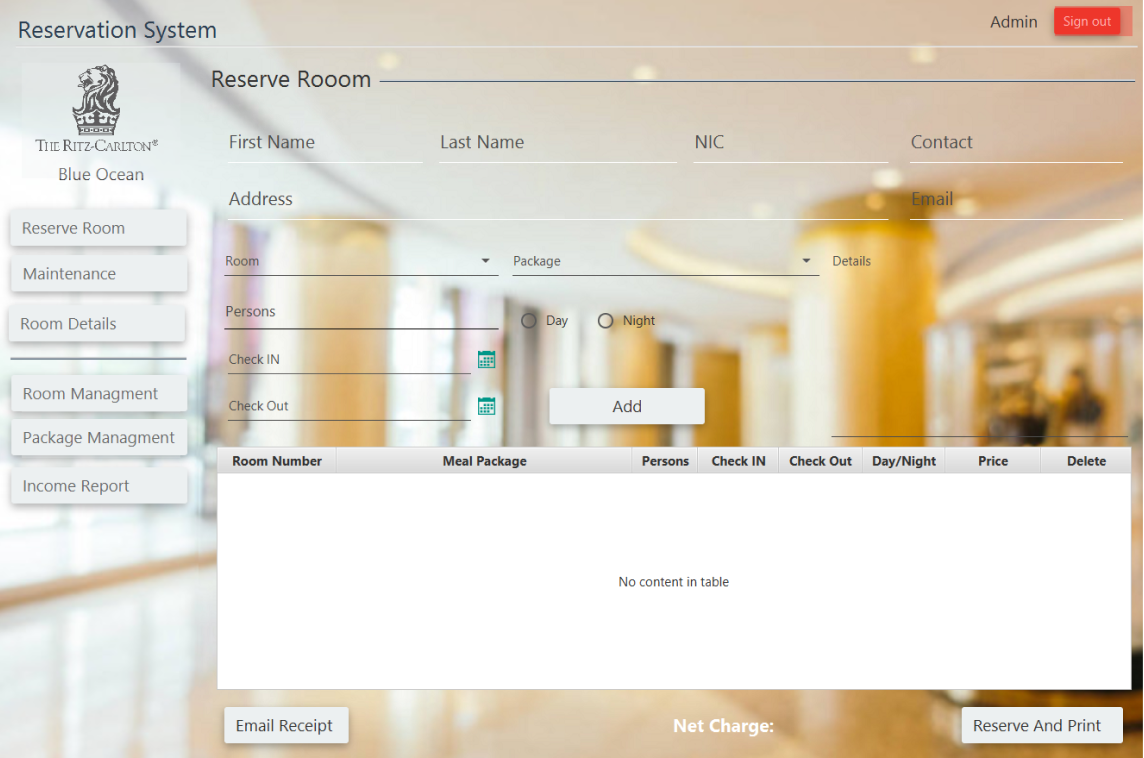 Reservation System
Admin
Sign out
THE RITZ-CARLTON®
Blue Ocean
Reserve Room
Maintenance
Room Details
Room Managment
Package Managment
Income Report
Reserve Rooom
First Name
Last Name
NIC
Contact
Address
Email
Room
Package
Details
Persons
Day
Night
Check IN
Check Out
Add
Room Number
Meal Package
Persons
Check IN
Check Out
Day/Night
Price
Delete
No content in table
Email Receipt
Net Charge:
Reserve And Print